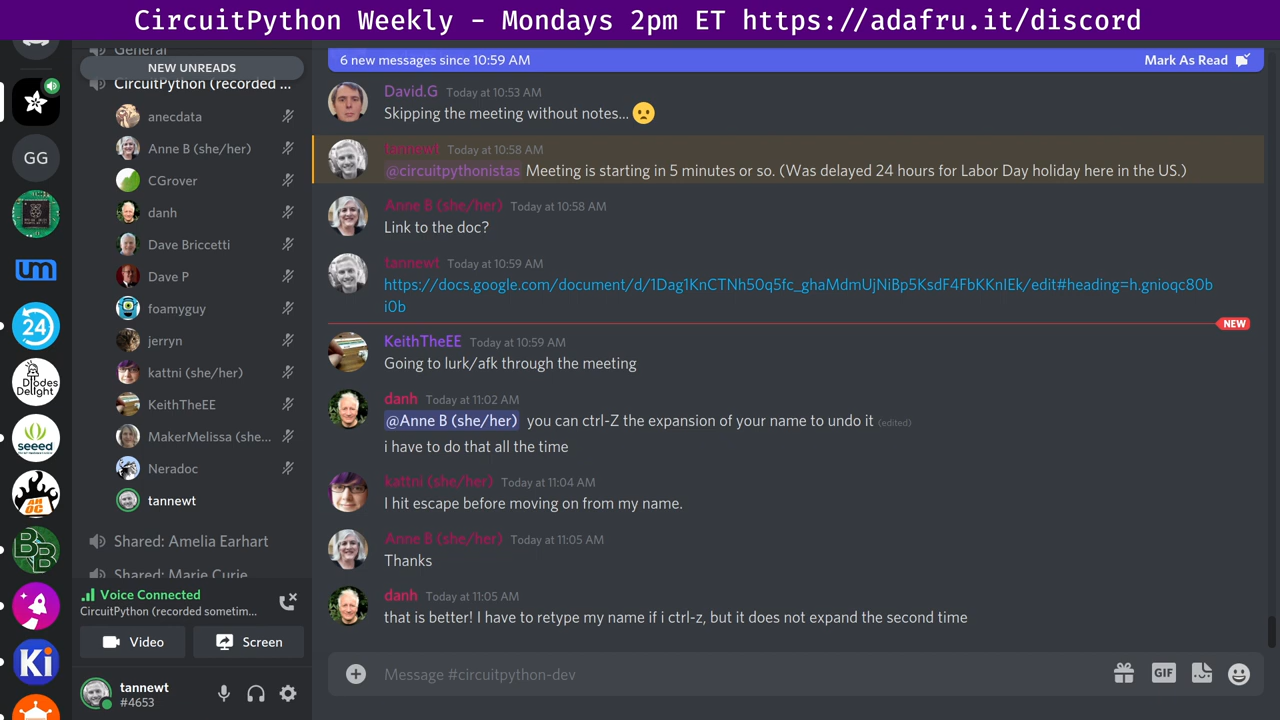 CircuitPython Weekly – Mondays 2pm ET https://adafru.it/discord
General
NEW UNREADS
CircuitPython (recorded ...
anecdata
Anne B (she/her)
CGrover
danh
Dave Briccetti
Dave P
foamyguy
jerryn
kattni (she/her)
KeithTheEE
MakerMelissa (she...
Neradoc
tannewt
Shared: Amelia Earhart
Shared: Marie Curie
Voice Connected
CircuitPython (recorded sometim...
Video
Screen
tannewt
#4653
GG
um
24
Diodes Delight
seeed
AH OC
BB
Ki
6 new messages since 10:59 AM
Mark As Read
David.G Today at 10:53 AM
Skipping the meeting without notes...
tannewt Today at 10:58 AM
@circuitpythonistas Meeting is starting in 5 minutes or so. (Was delayed 24 hours for Labor Day holiday here in the US.)
Anne B (she/her) Today at 10:58 AM
Link to the doc?
tannewt Today at 10:59 AM
https://docs.google.com/document/d/1Dag1KnCTNh50q5fc_ghaMdmUjNiBp5KsdF4FbKKnIEk/edit#heading=h.gnioqc80b
i0b
NEW
KeithTheEE Today at 10:59 AM
Going to lurk/afk through the meeting
danh Today at 11:02 AM
@Anne B (she/her) you can ctrl-Z the expansion of your name to undo it (edited)
i have to do that all the time
kattni (she/her) Today at 11:04 AM
I hit escape before moving on from my name.
Anne B (she/her) Today at 11:05 AM
Thanks
danh Today at 11:05 AM
that is better! I have to retype my name if i ctrl-z, but it does not expand the second time
Message #circuitpython-dev
GIF